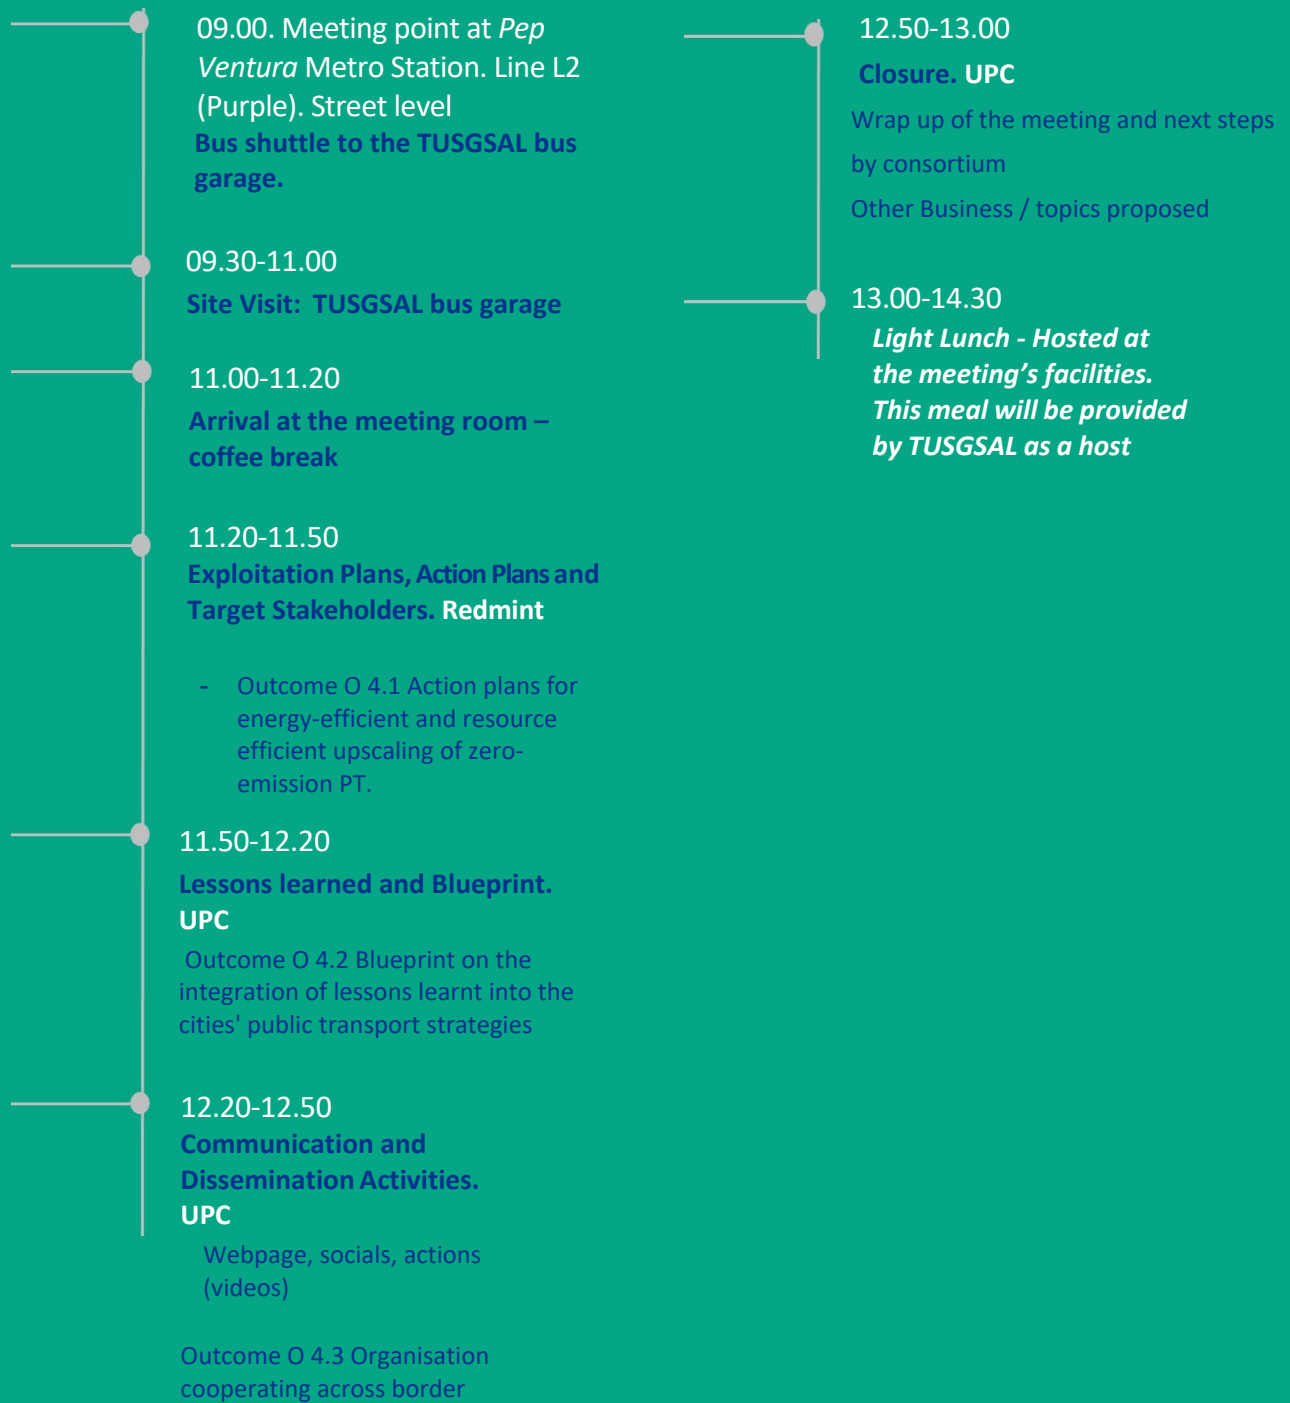 09.00. Meeting point at Pep
Ventura Metro Station. Line L2
(Purple). Street level
Bus shuttle to the TUSGSAL bus
garage.
09.30-11.00
Site Visit: TUSGSAL bus garage
11.00-11.20
Arrival at the meeting room –
coffee break
11.20-11.50
Exploitation Plans, Action Plans and
Target Stakeholders. Redmint
- Outcome O 4.1 Action plans for
energy-efficient and resource
efficient upscaling of zero-
emission PT.
11.50-12.20
Lessons learned and Blueprint.
UPC
Outcome O 4.2 Blueprint on the
integration of lessons learnt into the
cities' public transport strategies
12.20-12.50
Communication and
Dissemination Activities.
UPC
Webpage, socials, actions
(videos)
Outcome O 4.3 Organisation
cooperating across border
12.50-13.00
Closure. UPC
Wrap up of the meeting and next steps
by consortium
Other Business / topics proposed
13.00-14.30
Light Lunch - Hosted at
the meeting’s facilities.
This meal will be provided
by TUSGSAL as a host